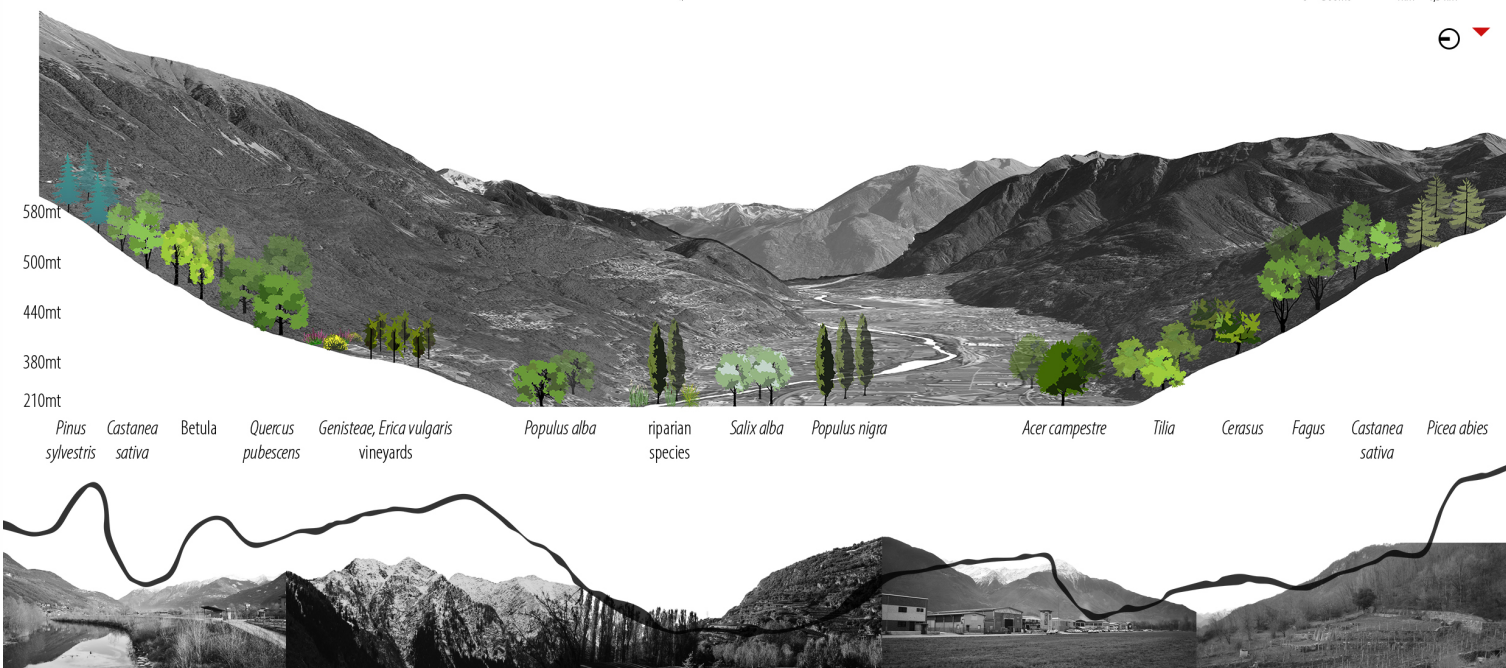 580mt
500mt
440mt
380mt
210mt
Pinus
sylvestris
Castanea
sativa
Betula
Quercus
pubescens
Genisteae, Erica vulgaris
vineyards
Populus alba
riparian
species
Salix alba
Populus nigra
Acer campestre
Tilia
Cerasus
Fagus
Castanea
sativa
Picea abies